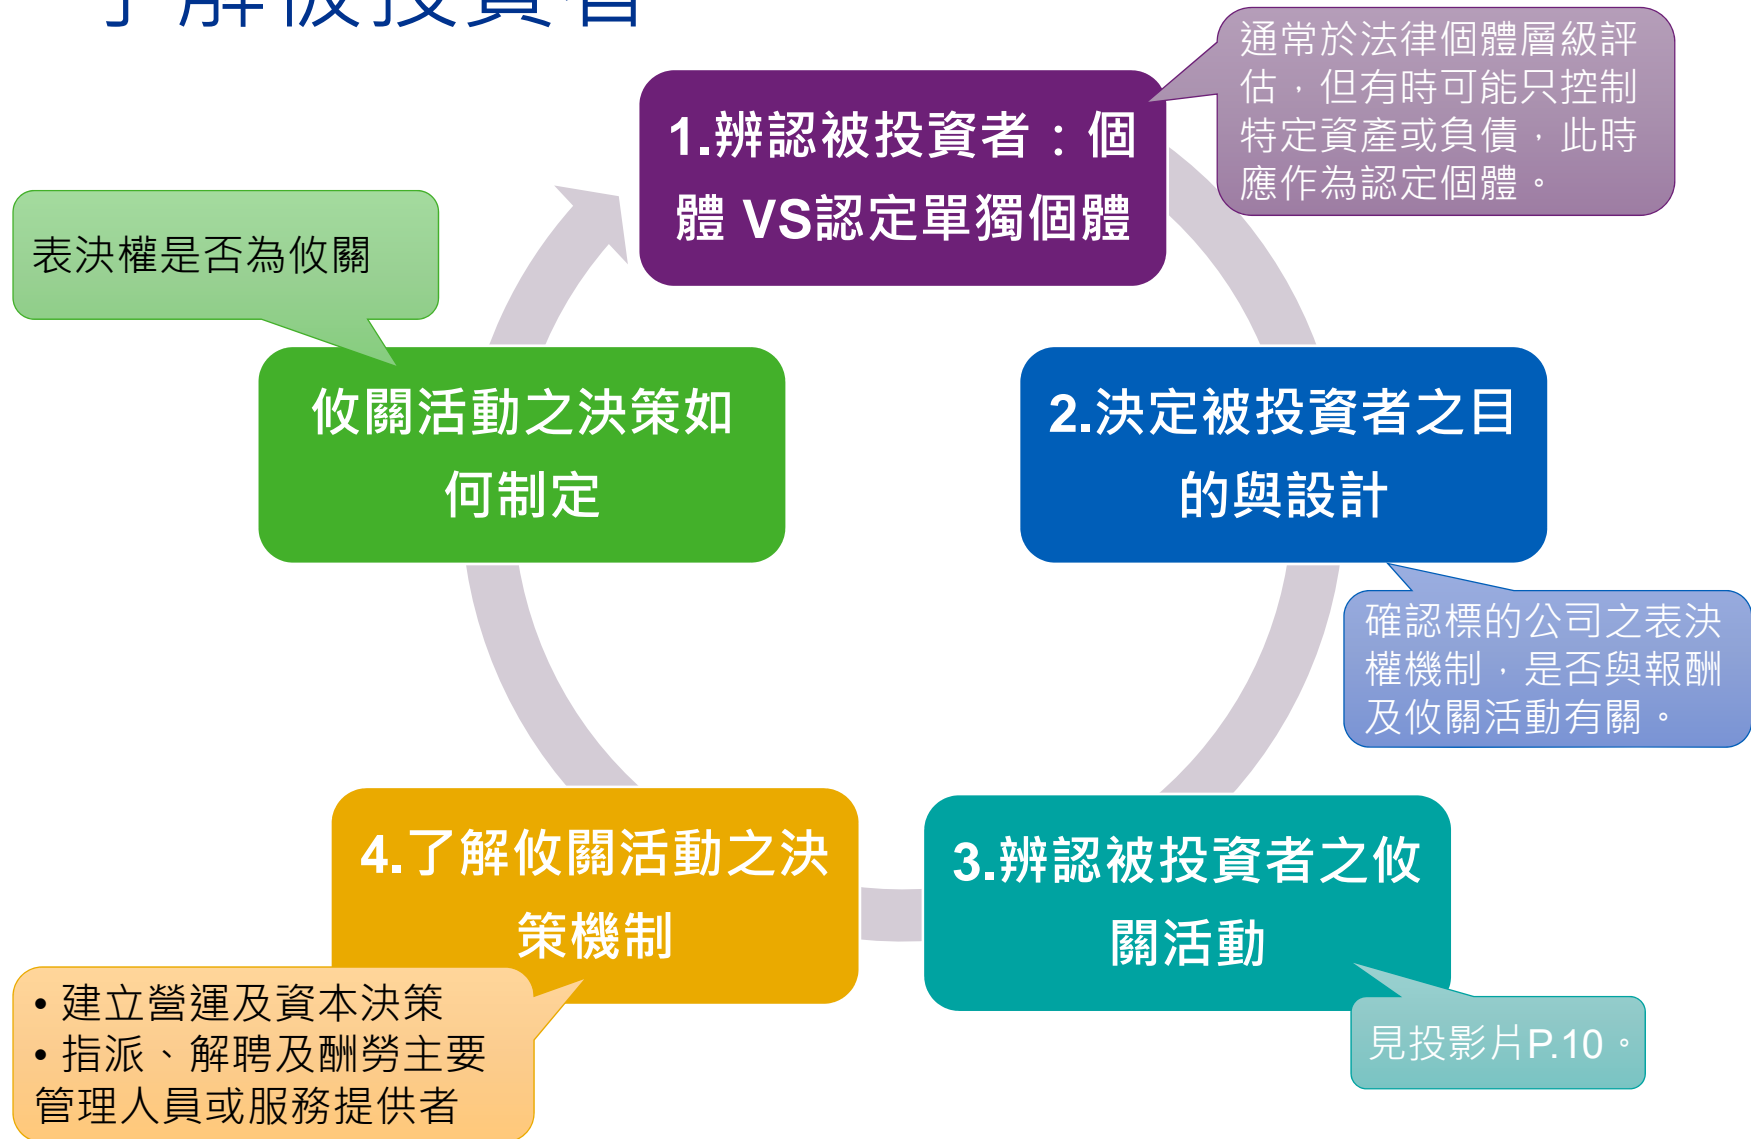 了解被投資者
通常於法律個體層級評
估，但有時可能只控制
特定資產或負債，此時
應作為認定個體。
1.辨認被投資者：個
體 VS認定單獨個體
表決權是否為攸關
攸關活動之決策如
何制定
2.決定被投資者之目
的與設計
確認標的公司之表決
權機制，是否與報酬
及攸關活動有關。
4.了解攸關活動之決
策機制
3.辨認被投資者之攸
關活動
• 建立營運及資本決策
• 指派、解聘及酬勞主要
管理人員或服務提供者
見投影片P.10。